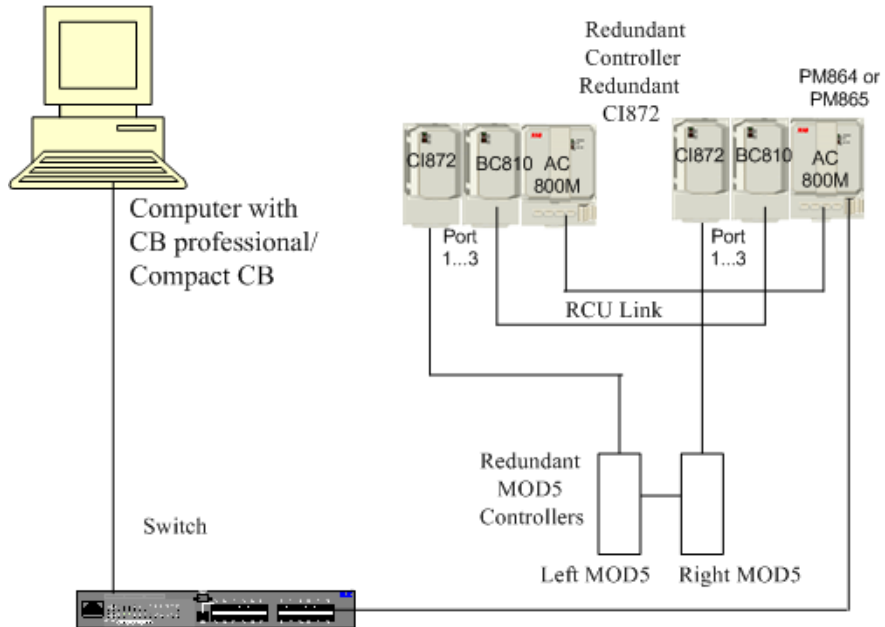 Redundant
Controller
Redundant
CI872
PM864 or
PM865
CI872
BC810
AC
800M
CI872
BC810
AC
800M
Computer with
CB professional/
Compact CB
Port
1...3
Port
1...3
RCU Link
Redundant
MOD5
Controllers
Switch
Left MOD5
Right MOD5